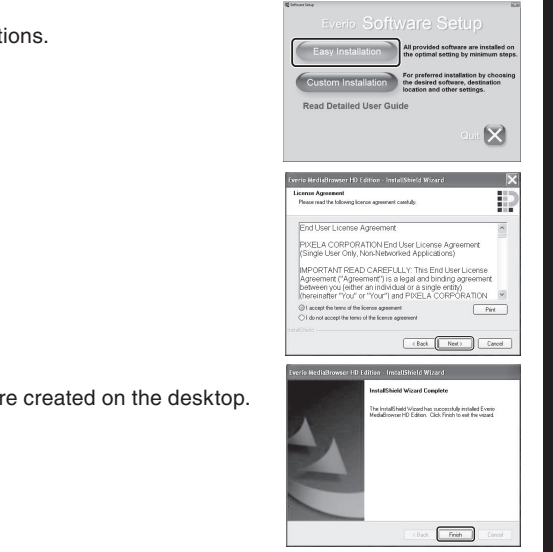 tions.
Software Setup
Everio Software Setup
Easy Installation
All provided software are installed on
the optimal setting by minimum steps.
Custom Installation
For preferred installation by choosing
the desired software, destination
location and other settings.
Read Detailed User Guide
Quit
Everio MediaBrowser HD Edition - InstallShield Wizard
License Agreement
Please read the following license agreement carefully.
End User License Agreement
PIXELA CORPORATION End User License Agreement
(Single User Only, Non-Networked Applications)
IMPORTANT READ CAREFULLY: This End User License
Agreement ("Agreement") is a legal and binding agreement
between you (either an individual or a single entity)
(hereinafter "You" or "Your") and PIXELA CORPORATION
I accept the terms of the license agreement
Print
I do not accept the terms of the license agreement
InstallShield
< Back
Next >
Cancel
re created on the desktop.
Everio MediaBrowser HD Edition - InstallShield Wizard
InstallShield Wizard Complete
The InstallShield Wizard has successfully installed Everio
MediaBrowser HD Edition. Click Finish to exit the wizard.
< Back
Finish
Cancel